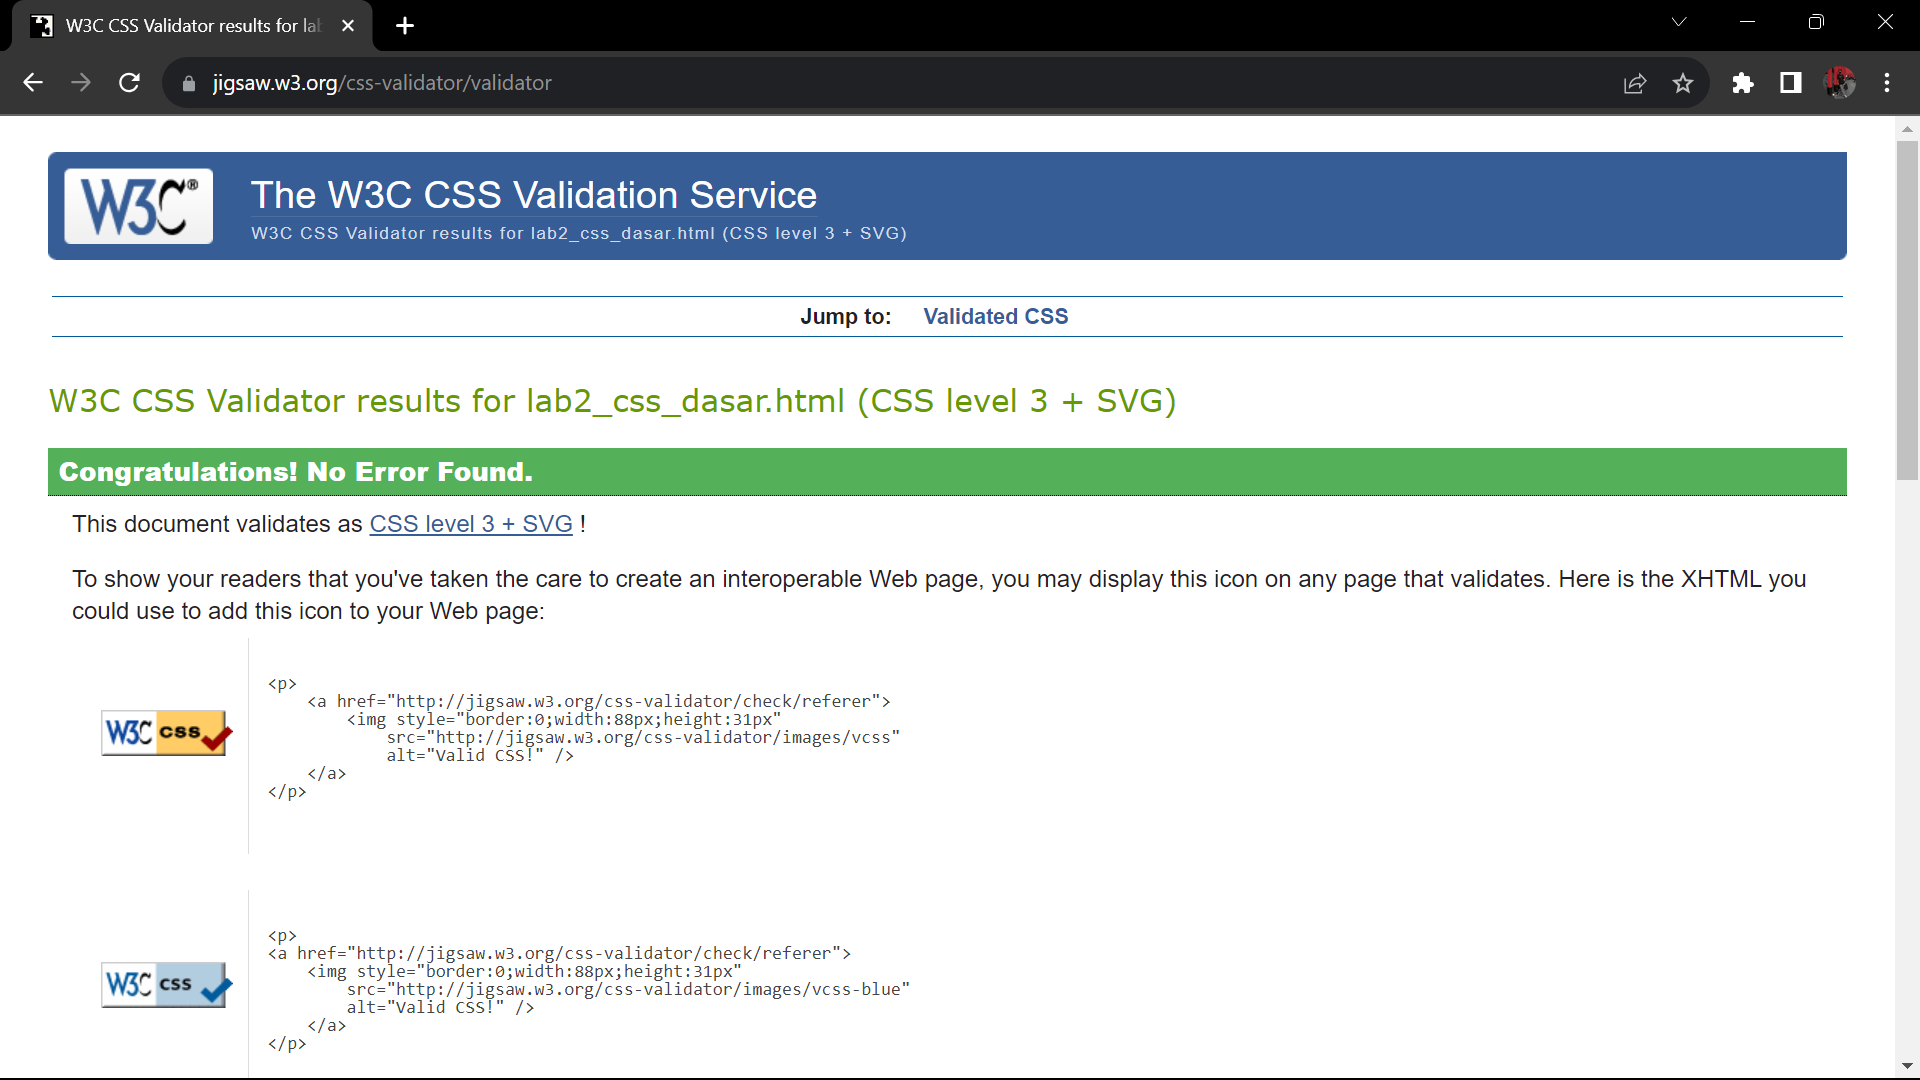 W3C CSS Validator results for la
jigsaw.w3.org/css-validator/validator
W3C®
The W3C CSS Validation Service
W3C CSS Validator results for lab2_css_dasar.html (CSS level 3 + SVG)
Jump to: Validated CSS
W3C CSS Validator results for lab2_css_dasar.html (CSS level 3 + SVG)
Congratulations! No Error Found.
This document validates as CSS level 3 + SVG !
To show your readers that you've taken the care to create an interoperable Web page, you may display this icon on any page that validates. Here is the XHTML you
could use to add this icon to your Web page:
W3C css
<p>
<a href="http://jigsaw.w3.org/css-validator/check/referer">
<img style="border:0;width:88px;height:31px"
src="http://jigsaw.w3.org/css-validator/images/vcss"
alt="Valid CSS!" />
</a>
</p>
W3C css
<p>
<a href="http://jigsaw.w3.org/css-validator/check/referer">
<img style="border:0;width:88px;height:31px"
src="http://jigsaw.w3.org/css-validator/images/vcss-blue"
alt="Valid CSS!" />
</a>
</p>